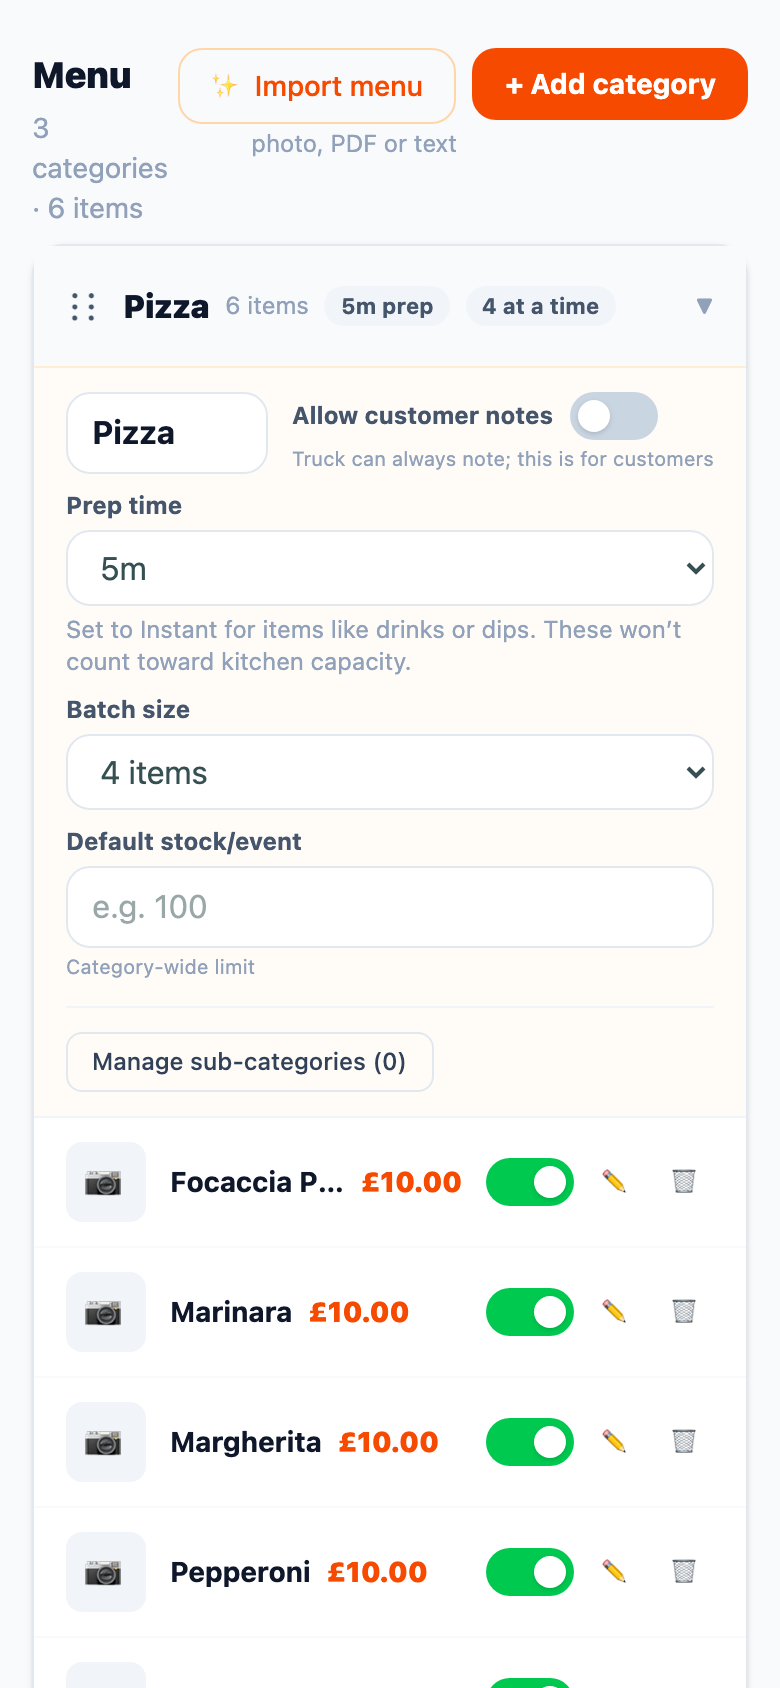 Menu
✨ Import menu
+ Add category
3
categories
· 6 items
photo, PDF or text
Pizza 6 items 5m prep 4 at a time ▼
Pizza
Allow customer notes
Truck can always note; this is for customers
Prep time
5m
Set to Instant for items like drinks or dips. These won’t
count toward kitchen capacity.
Batch size
4 items
Default stock/event
e.g. 100
Category-wide limit
Manage sub-categories (0)
Focaccia P... £10.00
Marinara £10.00
Margherita £10.00
Pepperoni £10.00